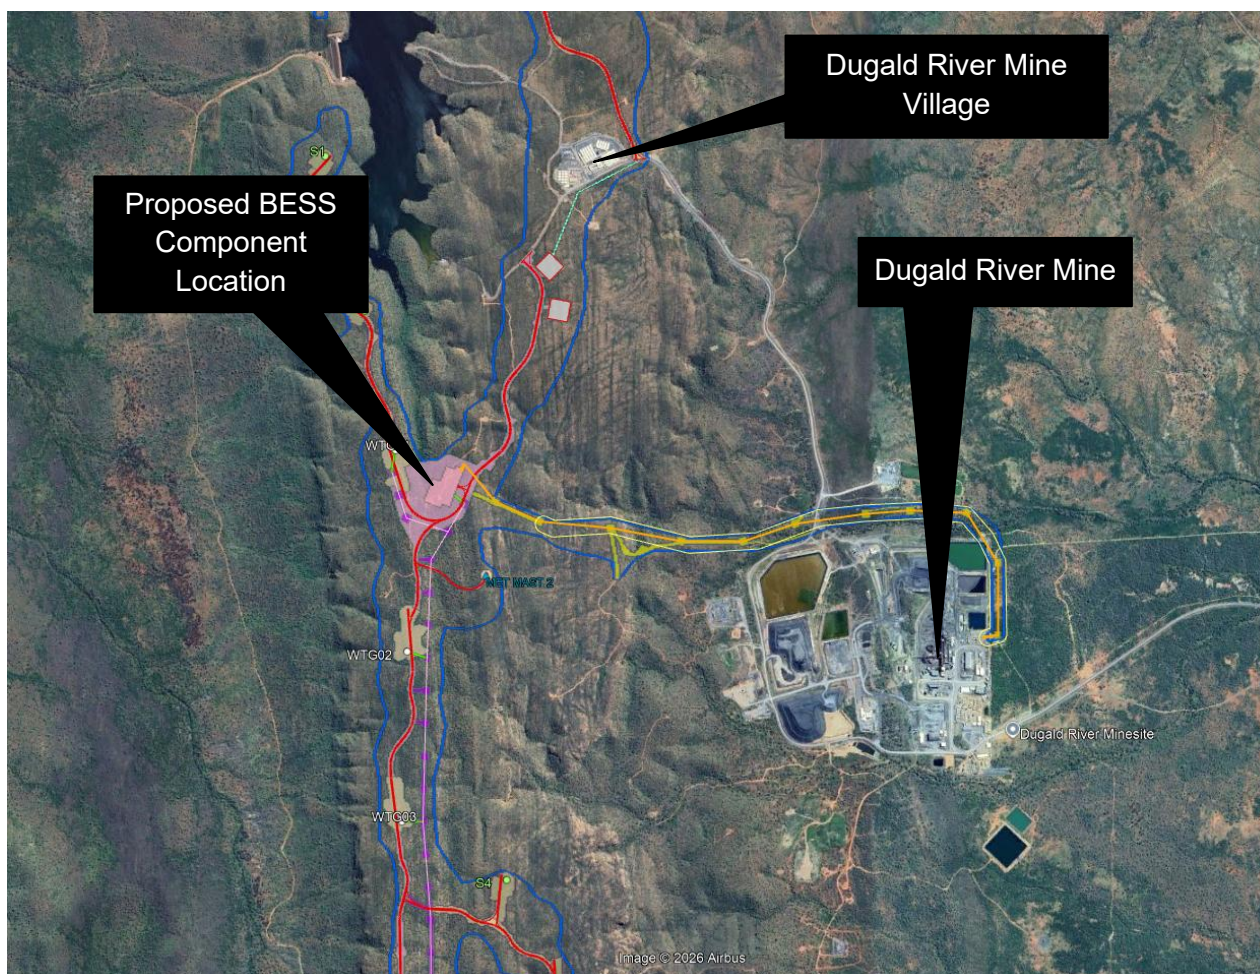 Dugald River Mine
Village
S1
Proposed BESS
Component
Location
Dugald River Mine
MET MAST 2
WTG02
Dugald River Minesite
WTG03
S4
Image © 2026 Airbus